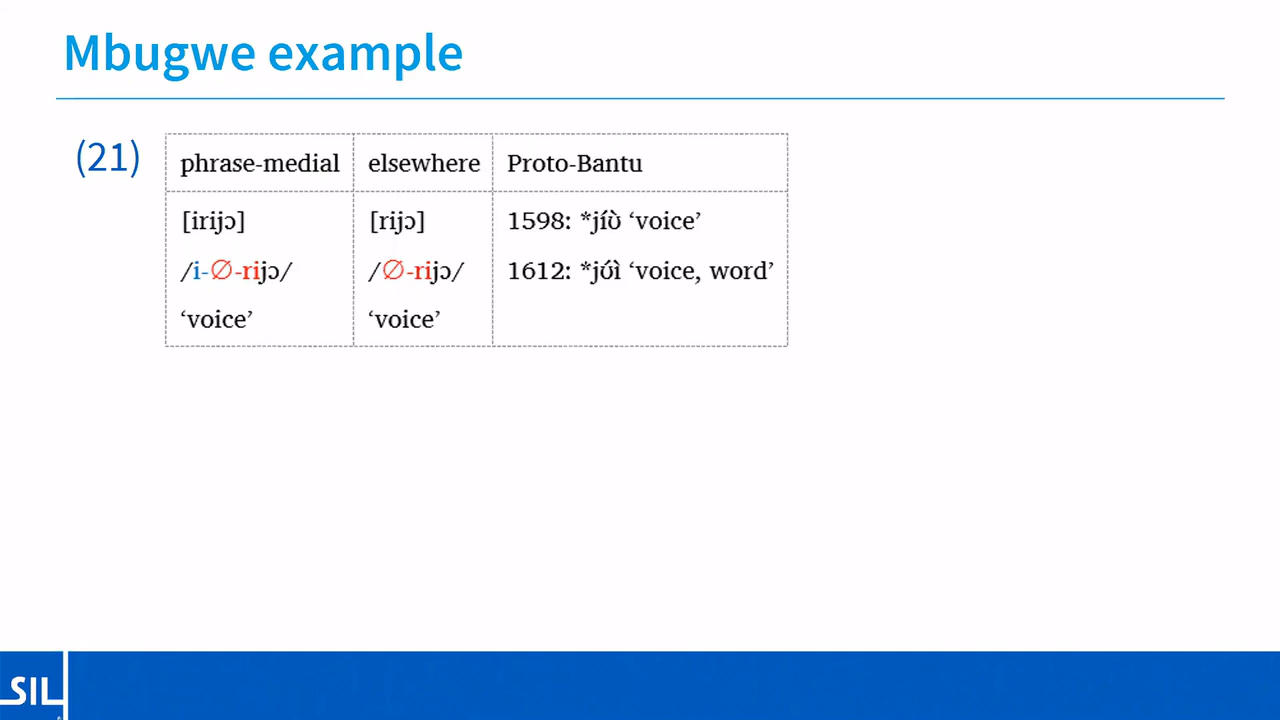 Mbugwe example
(21)
phrase-medial elsewhere Proto-Bantu
[irijɔ] [rijɔ] 1598: *jíʊ̀ ‘voice’
/i-∅-rijɔ/ /∅-rijɔ/ 1612: *jʊ́ì ‘voice, word’
‘voice’ ‘voice’
SIL